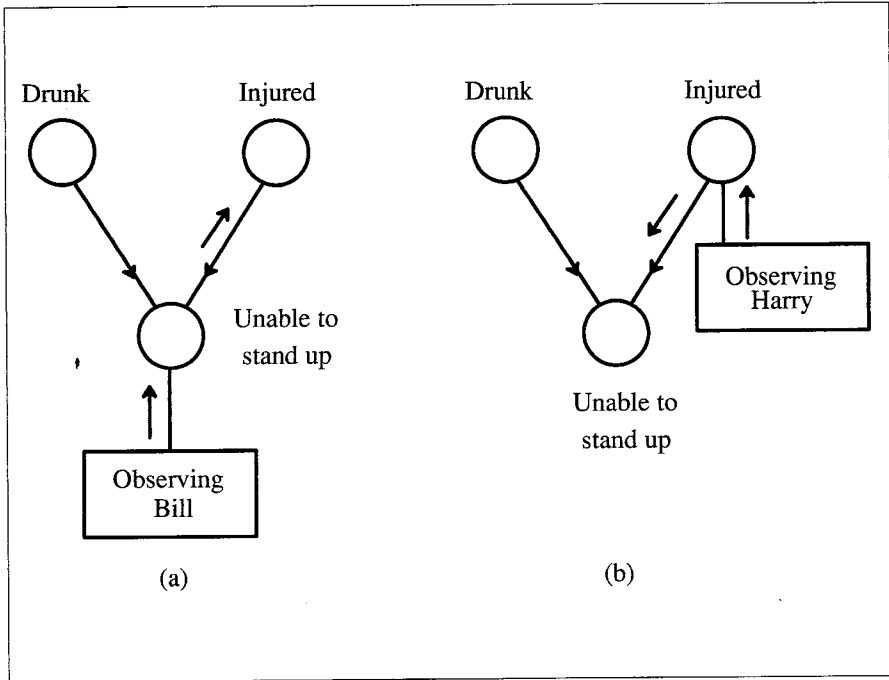 Drunk
Injured
Unable to
stand up
Observing
Bill
(a)
Drunk
Injured
Observing
Harry
Unable to
stand up
(b)